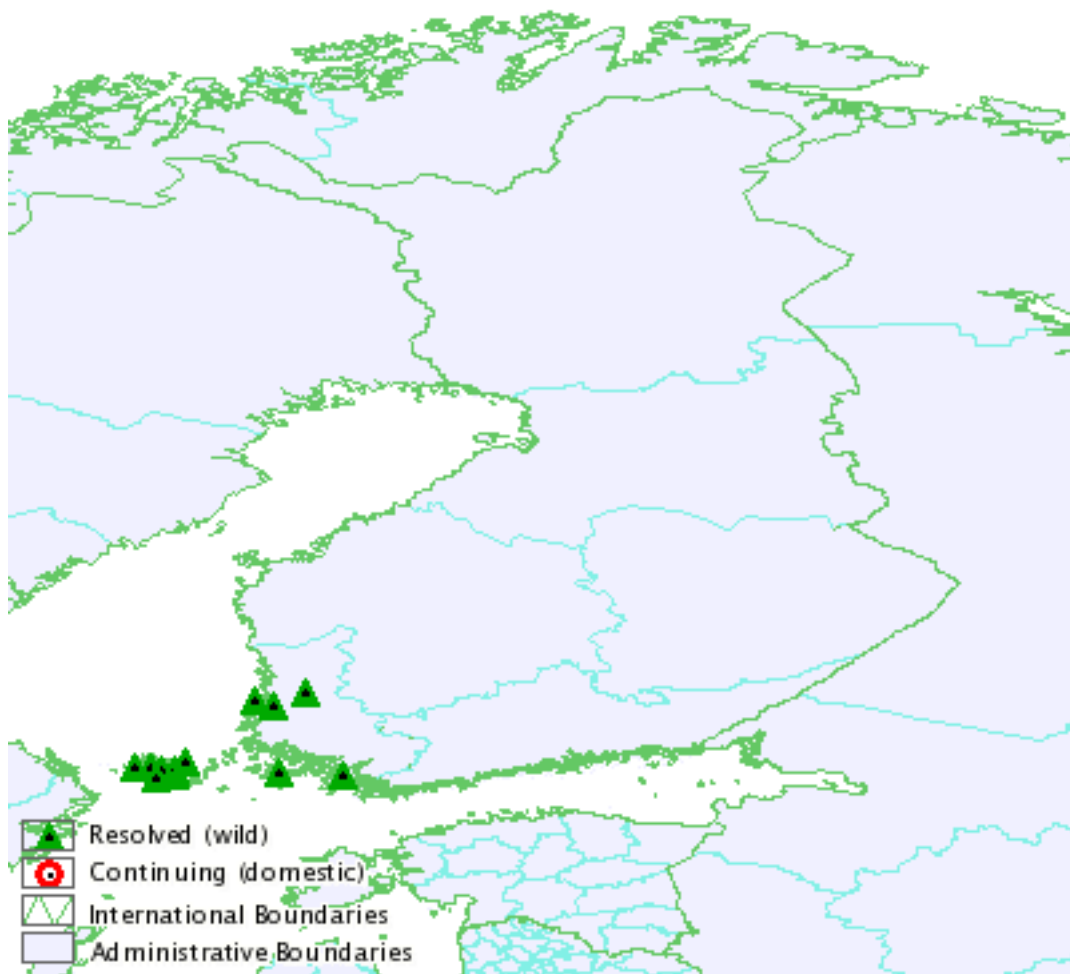 Resolved (wild)
Continuing (domestic)
International Boundaries
Administrative Boundaries